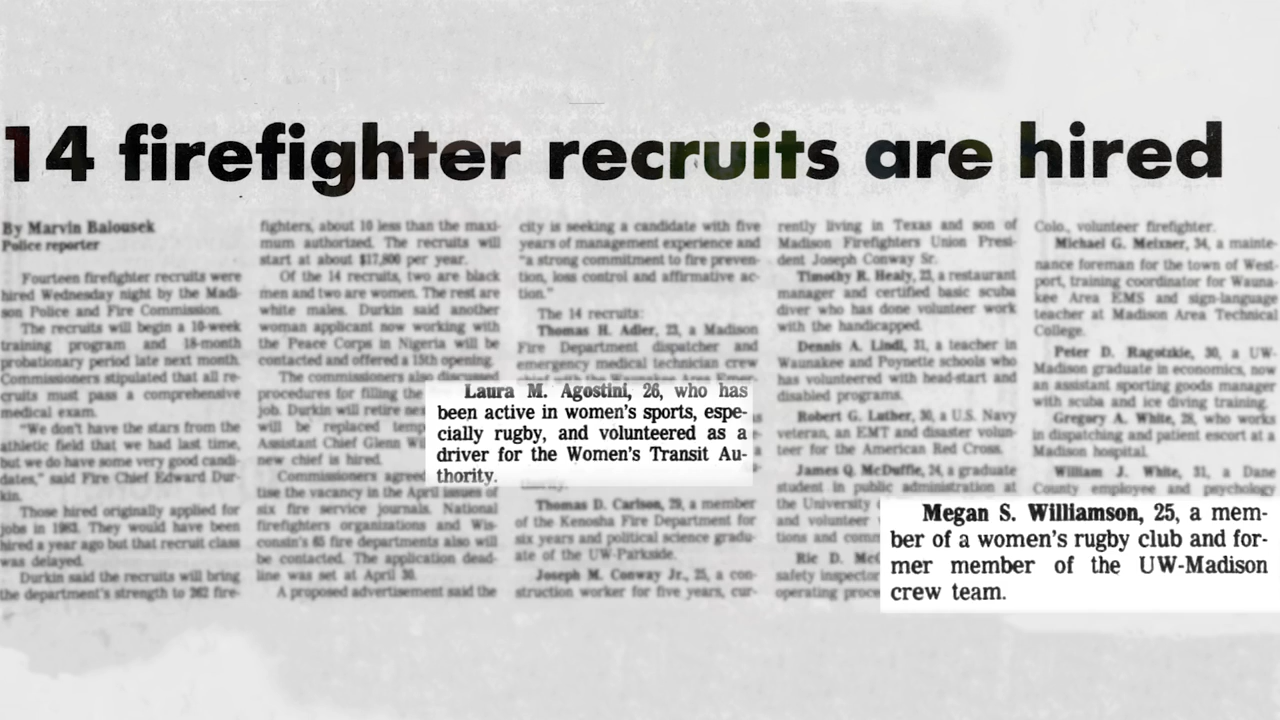 14 firefighter recruits are hired
By Marvin Balousek
Police reporter
Fourteen firefighter recruits were
hired Wednesday night by the Madi-
son Police and Fire Commission.
The recruits will begin a 10-week
training program and 18-month
probationary period late next month.
Commissioners stipulated that all re-
cruits must pass a comprehensive
medical exam.
"We don't have the stars from the
athletic field that we had last time,
but we do have some very good candi-
dates," said Fire Chief Edward Dur-
kin.
Those hired originally applied for
jobs in 1983. They would have been
hired a year ago but that recruit class
was delayed.
Durkin said the recruits will bring
the department's strength to 262 fire-
fighters, about 10 less than the maxi-
mum authorized. The recruits will
start at about $17,800 per year.
Of the 14 recruits, two are black
men and two are women. The rest are
white males. Durkin said another
woman applicant now working with
the Peace Corps in Nigeria will be
contacted and offered a 15th opening.
The commissioners also discussed
procedures for filling the
job. Durkin will retire
will be replaced
Assistant Chief Glenn
new chief is hired.
Commissioners agreed
tise the vacancy in the April issues of
six fire service journals. National
firefighters organizations and Wis-
consin's 65 fire departments also will
be contacted. The application dead-
line was set at April 30.
A proposed advertisement said the
city is seeking a candidate with five
years of management experience and
"a strong commitment to fire preven-
tion, loss control and affirmative ac-
tion."
The 14 recruits:
Thomas H. Adler, 23, a Madison
Fire Department dispatcher and
emergency medical technician crew
Laura M. Agostini, 26, who has
been active in women's sports, espe-
cially rugby, and volunteered as a
driver for the Women's Transit Au-
thority.
Thomas D. Carlson, 29, a member
of the Kenosha Fire Department for
six years and political science gradu-
ate of the UW-Parkside.
Joseph M. Conway Jr., 25, a con-
struction worker for five years, cur-
rently living in Texas and son of
Madison Firefighters Union Presi-
dent Joseph Conway Sr.
Timothy R. Healy, 23, a restaurant
manager and certified basic scuba
diver who has done volunteer work
with the handicapped.
Dennis A. Lindl, 31, a teacher in
Waunakee and Poynette schools who
has volunteered with head-start and
disabled programs.
Robert G. Luther, 30, a U.S. Navy
veteran, an EMT and disaster volun-
teer for the American Red Cross.
James Q. McDuffie, 24, a graduate
student in public administration at
the University
and volunteer
tions and
Ric D.
safety inspector
operating
Colo., volunteer firefighter.
Michael G. Meixner, 34, a mainte-
nance foreman for the town of West-
port, training coordinator for Wauna-
kee Area EMS and sign-language
teacher at Madison Area Technical
College.
Peter D. Ragotzkie, 30, a UW-
Madison graduate in economics, now
an assistant sporting goods manager
with scuba and ice diving training.
Gregory A. White, 28, who works
in dispatching and patient escort at a
Madison hospital.
William J. White, 31, a Dane
County employee and psychology
Megan S. Williamson, 25, a mem-
ber of a women's rugby club and for-
mer member of the UW-Madison
crew team.